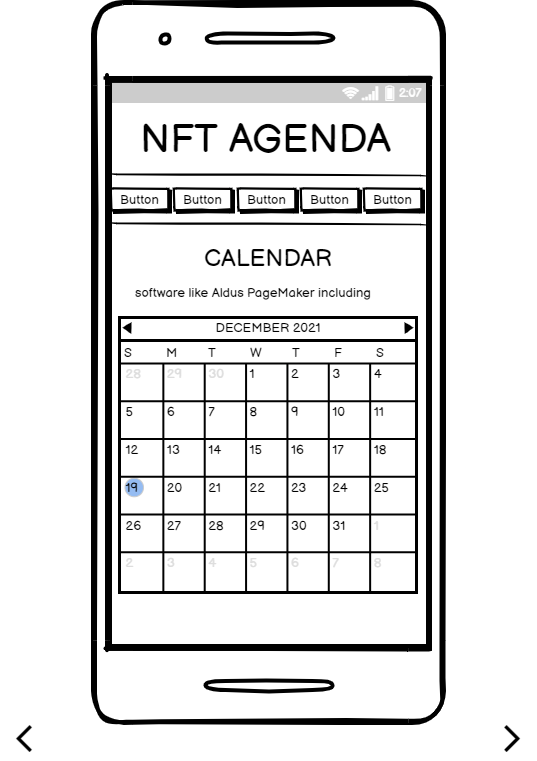 2:07
NFT AGENDA
Button Button Button Button Button
CALENDAR
software like Aldus PageMaker including
DECEMBER 2021
S M T W T F S
28 29 30 1 2 3 4
5 6 7 8 9 10 11
12 13 14 15 16 17 18
19 20 21 22 23 24 25
26 27 28 29 30 31 1
2 3 4 5 6 7 8